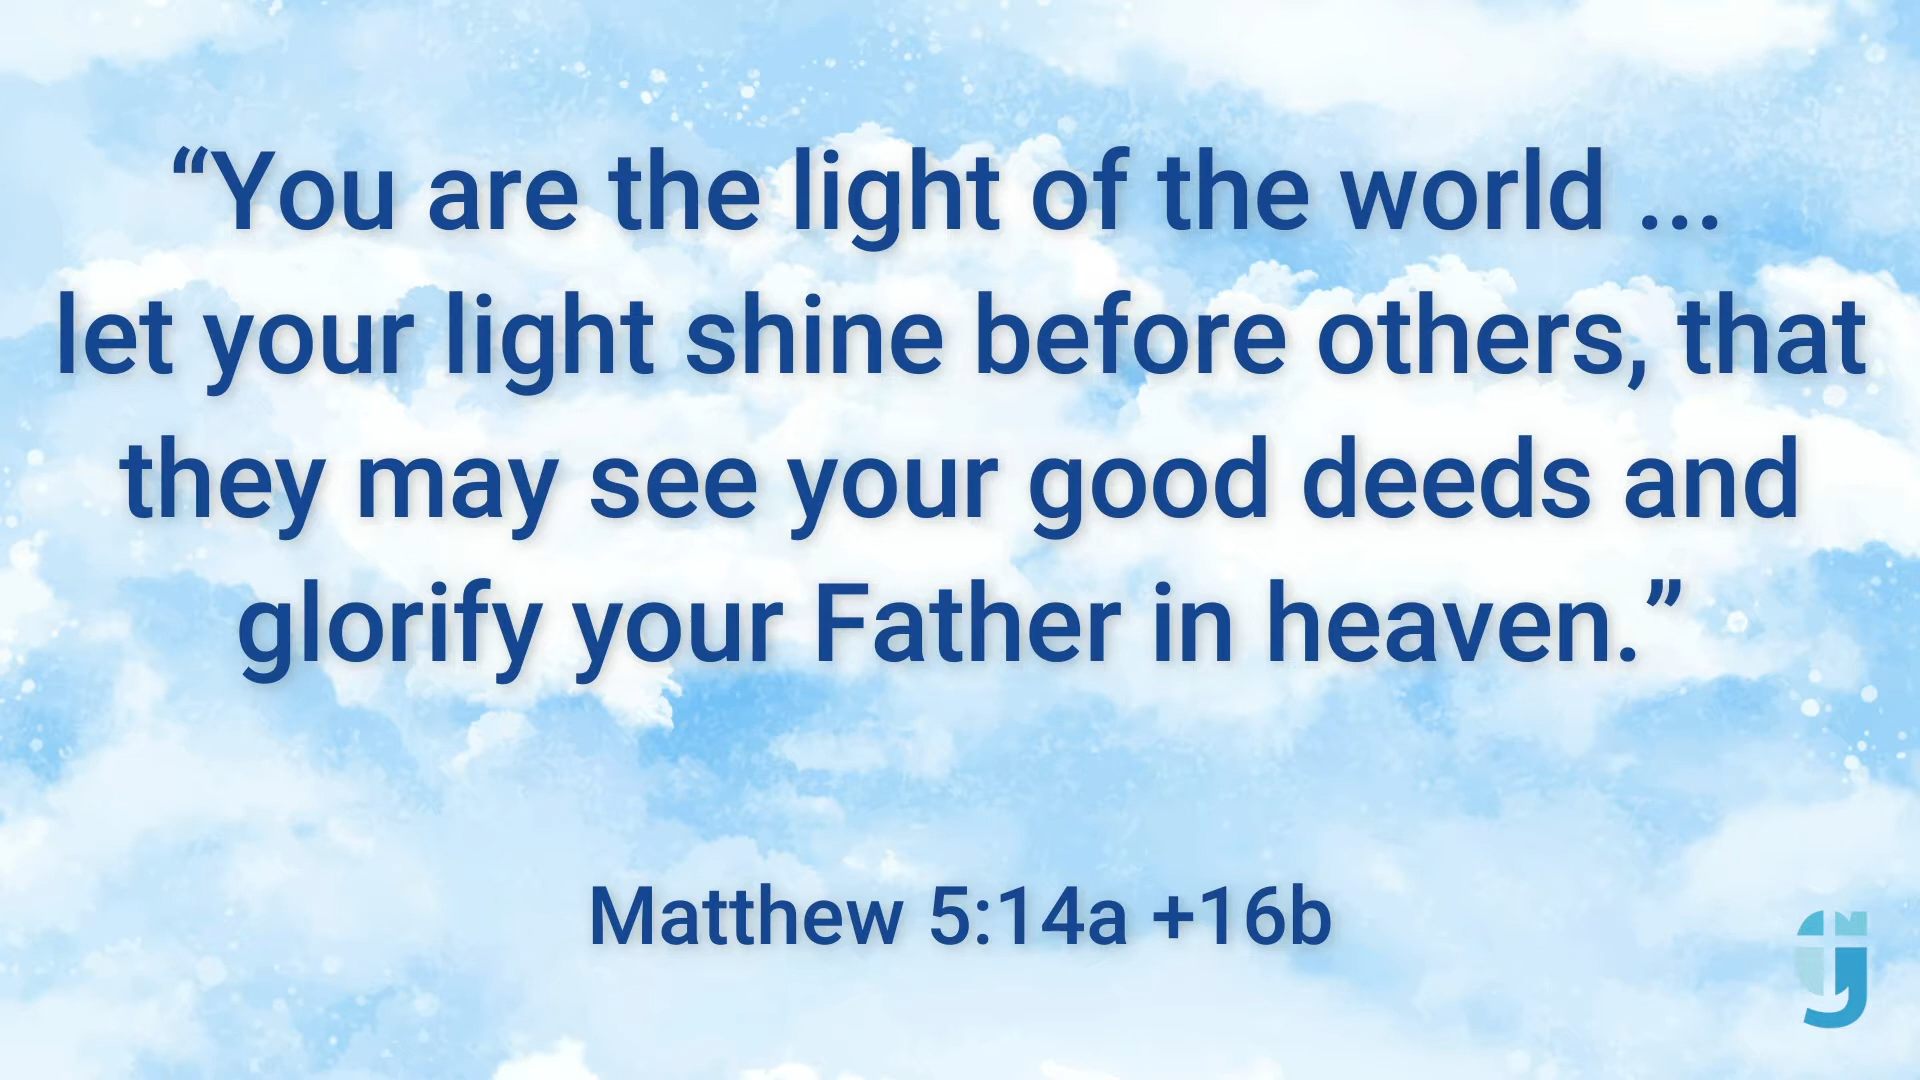 “You are the light of the world ...
let your light shine before others, that
they may see your good deeds and
glorify your Father in heaven.”
Matthew 5:14a +16b